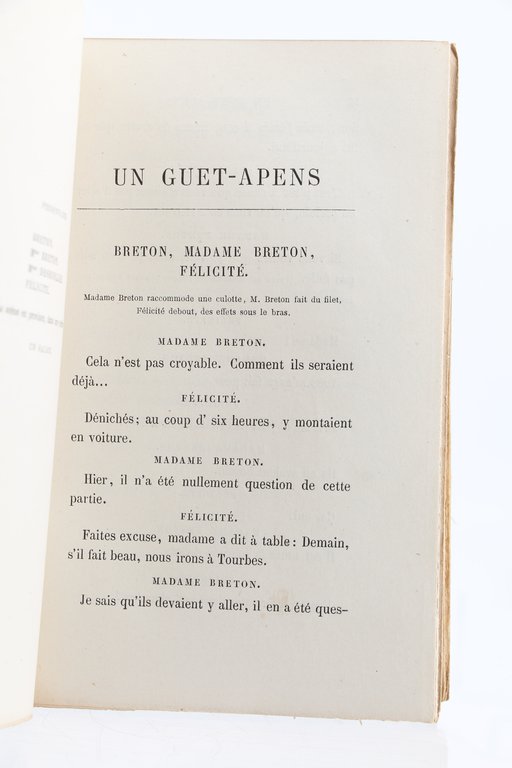 UN GUET-APENS
BRETON, MADAME BRETON,
FÉLICITÉ.
Madame Breton raccommode une culotte, M. Breton fait du filet,
Félicité debout, des effets sous le bras.
MADAME BRETON.
Cela n'est pas croyable. Comment ils seraient
déjà...
FÉLICITÉ.
Dénichés; au coup d' six heures, y montaient
en voiture.
MADAME BRETON.
Hier, il n'a été nullement question de cette
partie.
FÉLICITÉ.
Faites excuse, madame a dit à table: Demain,
s'il fait beau, nous irons à Tourbes.
MADAME BRETON.
Je sais qu'ils devaient y aller, il en a été ques-